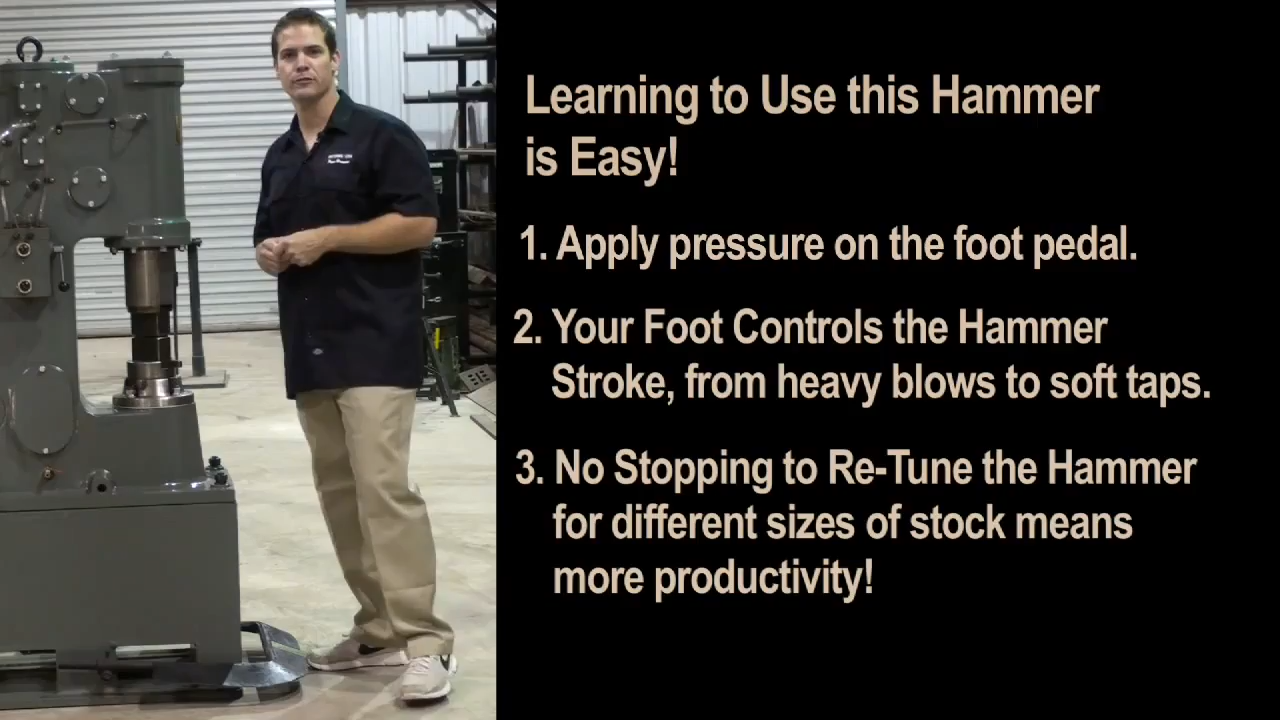 Learning to Use this Hammer
is Easy!
1. Apply pressure on the foot pedal.
2. Your Foot Controls the Hammer
Stroke, from heavy blows to soft taps.
3. No Stopping to Re-Tune the Hammer
for different sizes of stock means
more productivity!